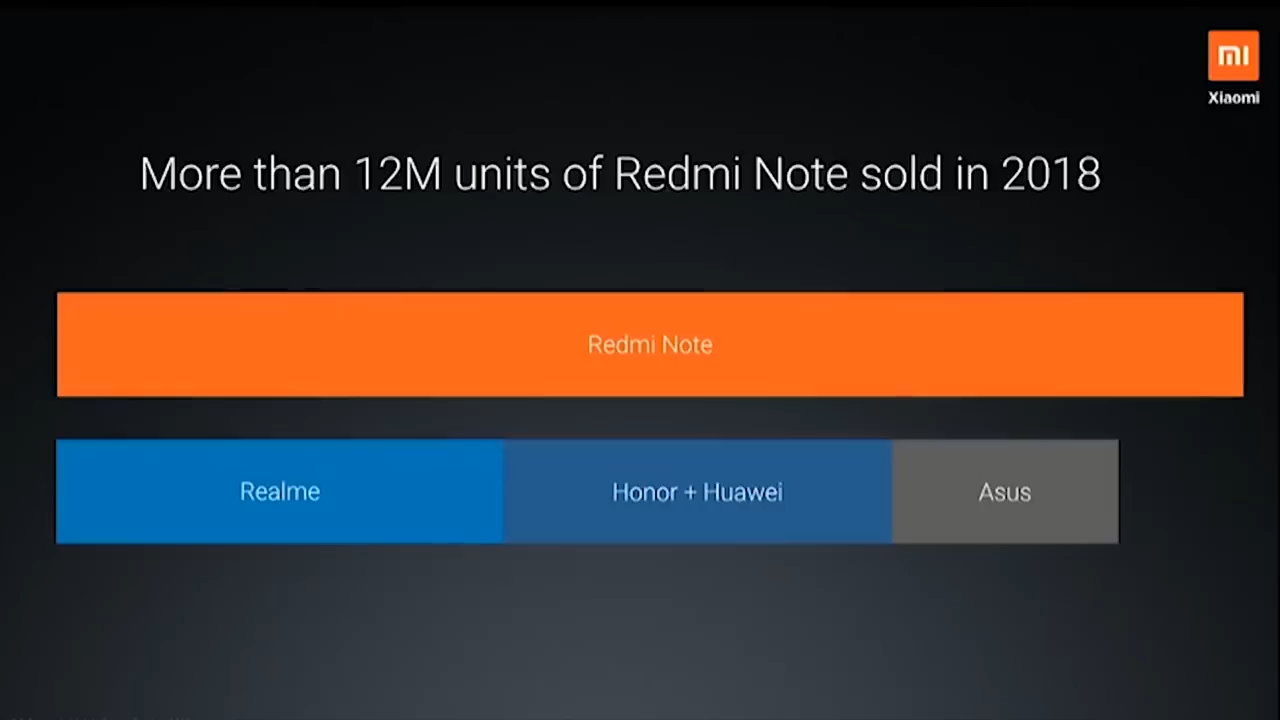 mi
Xiaomi
More than 12M units of Redmi Note sold in 2018
Redmi Note
Realme
Honor + Huawei
Asus